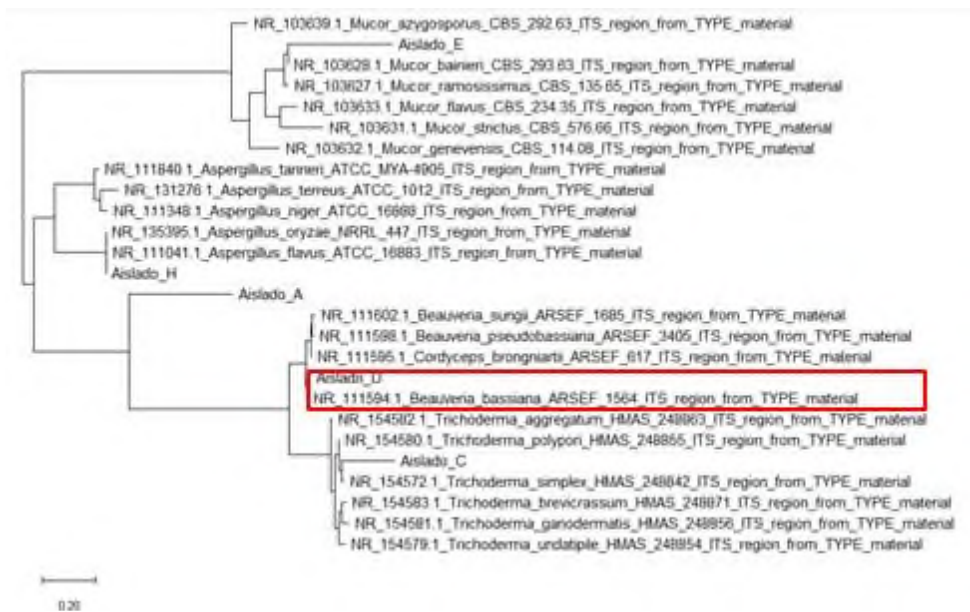 NR_103639.1_Mucor_azygosporus_CBS_292.63_ITS_region_from_TYPE_material
Aislado_E
NR_103628.1_Mucor_bainieri_CBS_293.63_ITS_region_from_TYPE_material
NR_103627.1_Mucor_ramosissimus_CBS_135.65_ITS_region_from_TYPE_material
NR_103633.1_Mucor_flavus_CBS_234.35_ITS_region_from_TYPE_material
NR_103631.1_Mucor_strictus_CBS_576.66_ITS_region_from_TYPE_material
NR_103632.1_Mucor_genevensis_CBS_114.08_ITS_region_from_TYPE_material
NR_111840.1_Aspergillus_tanneri_ATCC_MYA-4905_ITS_region_from_TYPE_material
NR_131276.1_Aspergillus_terreus_ATCC_1012_ITS_region_from_TYPE_material
NR_111348.1_Aspergillus_niger_ATCC_16888_ITS_region_from_TYPE_material
NR_135395.1_Aspergillus_oryzae_NRRL_447_ITS_region_from_TYPE_material
NR_111041.1_Aspergillus_flavus_ATCC_16883_ITS_region_from_TYPE_material
Aislado_H
Aislado_A
NR_111602.1_Beauveria_sungii_ARSEF_1685_ITS_region_from_TYPE_material
NR_111598.1_Beauveria_pseudobassiana_ARSEF_3405_ITS_region_from_TYPE_material
NR_111595.1_Cordyceps_brongniartii_ARSEF_617_ITS_region_from_TYPE_material
Aislado_D
NR_111594.1_Beauveria_bassiana_ARSEF_1564_ITS_region_from_TYPE_material
NR_154582.1_Trichoderma_aggregatum_HMAS_248863_ITS_region_from_TYPE_material
NR_154580.1_Trichoderma_polypori_HMAS_248855_ITS_region_from_TYPE_material
Aislado_C
NR_154572.1_Trichoderma_simplex_HMAS_248842_ITS_region_from_TYPE_material
NR_154583.1_Trichoderma_brevicrassum_HMAS_248871_ITS_region_from_TYPE_material
NR_154581.1_Trichoderma_ganodermatis_HMAS_248856_ITS_region_from_TYPE_material
NR_154579.1_Trichoderma_undatipile_HMAS_248854_ITS_region_from_TYPE_material
0.20